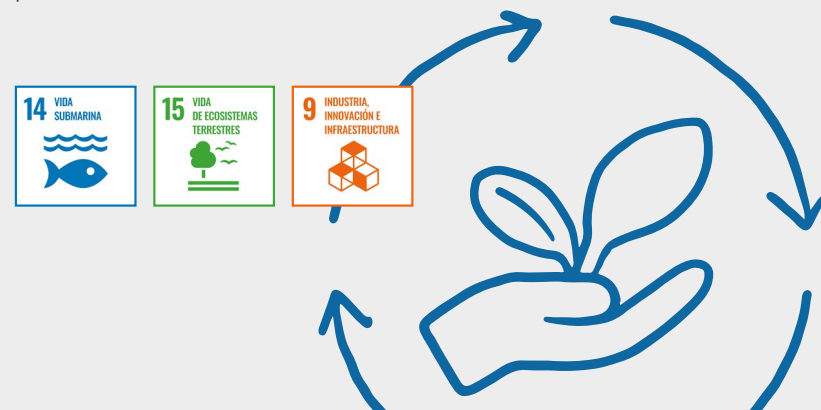 14 VIDA
SUBMARINA
15 VIDA
DE ECOSISTEMAS
TERRESTRES
9 INDUSTRIA,
INNOVACIÓN E
INFRAESTRUCTURA